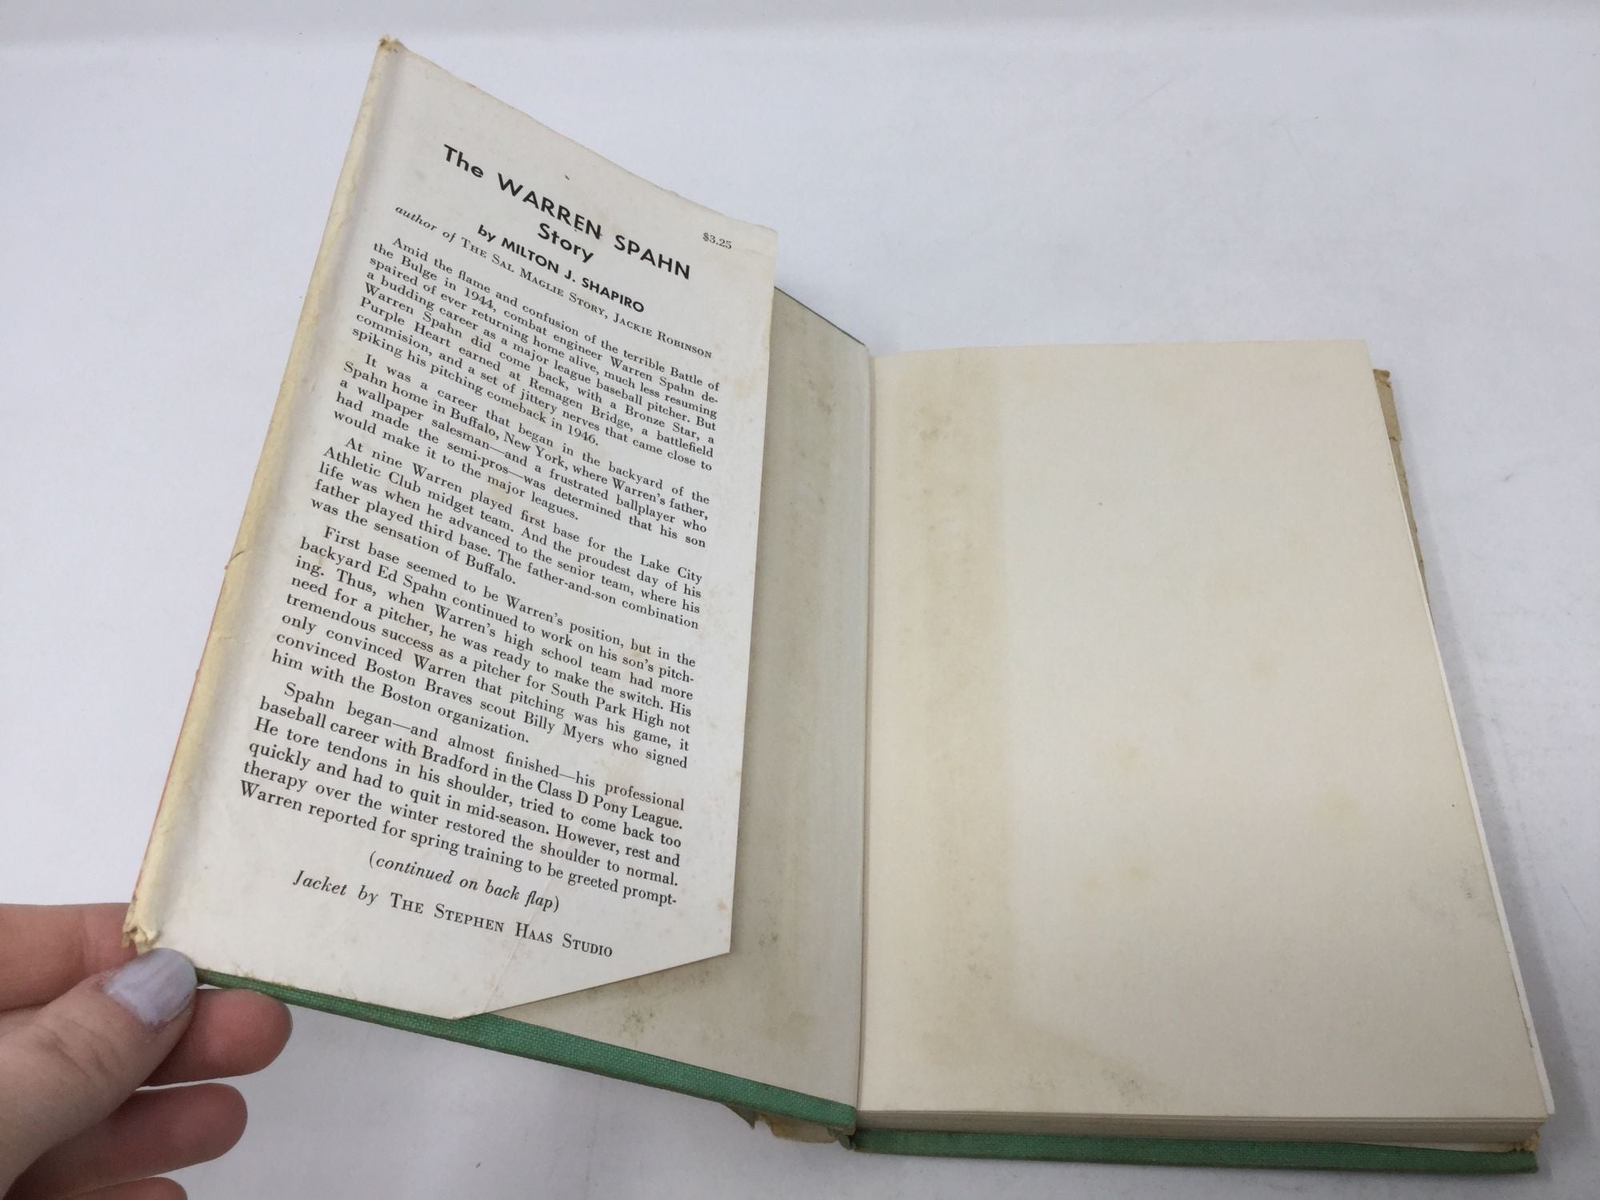 $3.25
The WARREN SPAHN
Story
by MILTON J. SHAPIRO
author of THE SAL MAGLIE STORY, JACKIE ROBINSON
Amid the flame and confusion of the terrible Battle of
the Bulge in 1944, combat engineer Warren Spahn de-
spaired of ever returning home alive, much less resuming
a budding career as a major league baseball pitcher. But
Warren Spahn did come back, with a Bronze Star, a
Purple Heart earned at Remagen Bridge, a battlefield
commision, and a set of jittery nerves that came close to
spiking his pitching comeback in 1946.
It was a career that began in the backyard of the
Spahn home in Buffalo, New York, where Warren's father,
a wallpaper salesman—and a frustrated ballplayer who
had made the semi-pros—was determined that his son
would make it to the major leagues.
At nine Warren played first base for the Lake City
Athletic Club midget team. And the proudest day of his
life was when he advanced to the senior team, where his
father played third base. The father-and-son combination
was the sensation of Buffalo.
First base seemed to be Warren's position, but in the
backyard Ed Spahn continued to work on his son's pitch-
ing. Thus, when Warren's high school team had more
need for a pitcher, he was ready to make the switch. His
tremendous success as a pitcher for South Park High not
only convinced Warren that pitching was his game, it
convinced Boston Braves scout Billy Myers who signed
him with the Boston organization.
Spahn began—and almost finished—his professional
baseball career with Bradford in the Class D Pony League.
He tore tendons in his shoulder, tried to come back too
quickly and had to quit in mid-season. However, rest and
therapy over the winter restored the shoulder to normal.
Warren reported for spring training to be greeted prompt-
(continued on back flap)
Jacket by THE STEPHEN HAAS STUDIO